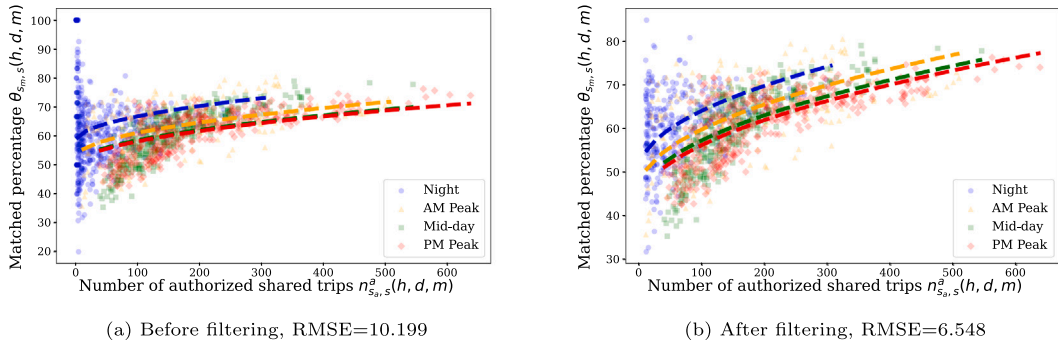 Matched percentage θ_{s_m, s}(h, d, m)
100
90
80
70
60
50
40
30
20
0
100
200
300
400
500
600
Number of authorized shared trips n^a_{s_a, s}(h, d, m)
Night
AM Peak
Mid-day
PM Peak
(a) Before filtering, RMSE=10.199
Matched percentage θ_{s_m, s}(h, d, m)
80
70
60
50
40
30
0
100
200
300
400
500
600
Number of authorized shared trips n^a_{s_a, s}(h, d, m)
Night
AM Peak
Mid-day
PM Peak
(b) After filtering, RMSE=6.548